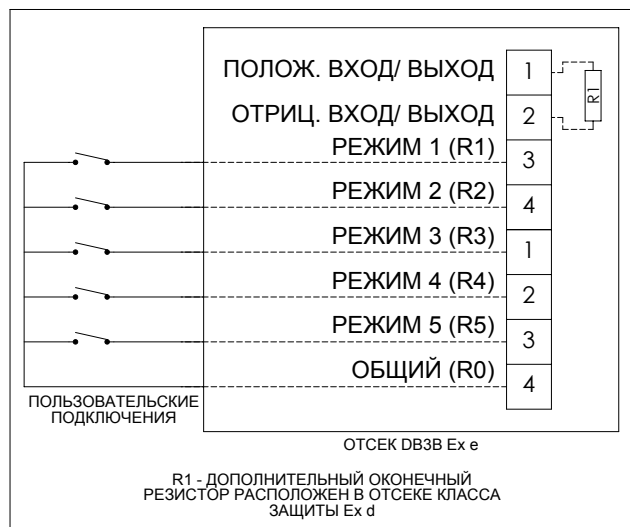 ПОЛОЖ. ВХОД/ ВЫХОД 1
R1
ОТРИЦ. ВХОД/ ВЫХОД 2
РЕЖИМ 1 (R1) 3
РЕЖИМ 2 (R2) 4
РЕЖИМ 3 (R3) 1
РЕЖИМ 4 (R4) 2
РЕЖИМ 5 (R5) 3
ОБЩИЙ (R0) 4
ПОЛЬЗОВАТЕЛЬСКИЕ
ПОДКЛЮЧЕНИЯ
ОТСЕК DB3B Ex e
R1 - ДОПОЛНИТЕЛЬНЫЙ ОКОНЕЧНЫЙ
РЕЗИСТОР РАСПОЛОЖЕН В ОТСЕКЕ КЛАССА
ЗАЩИТЫ Ex d